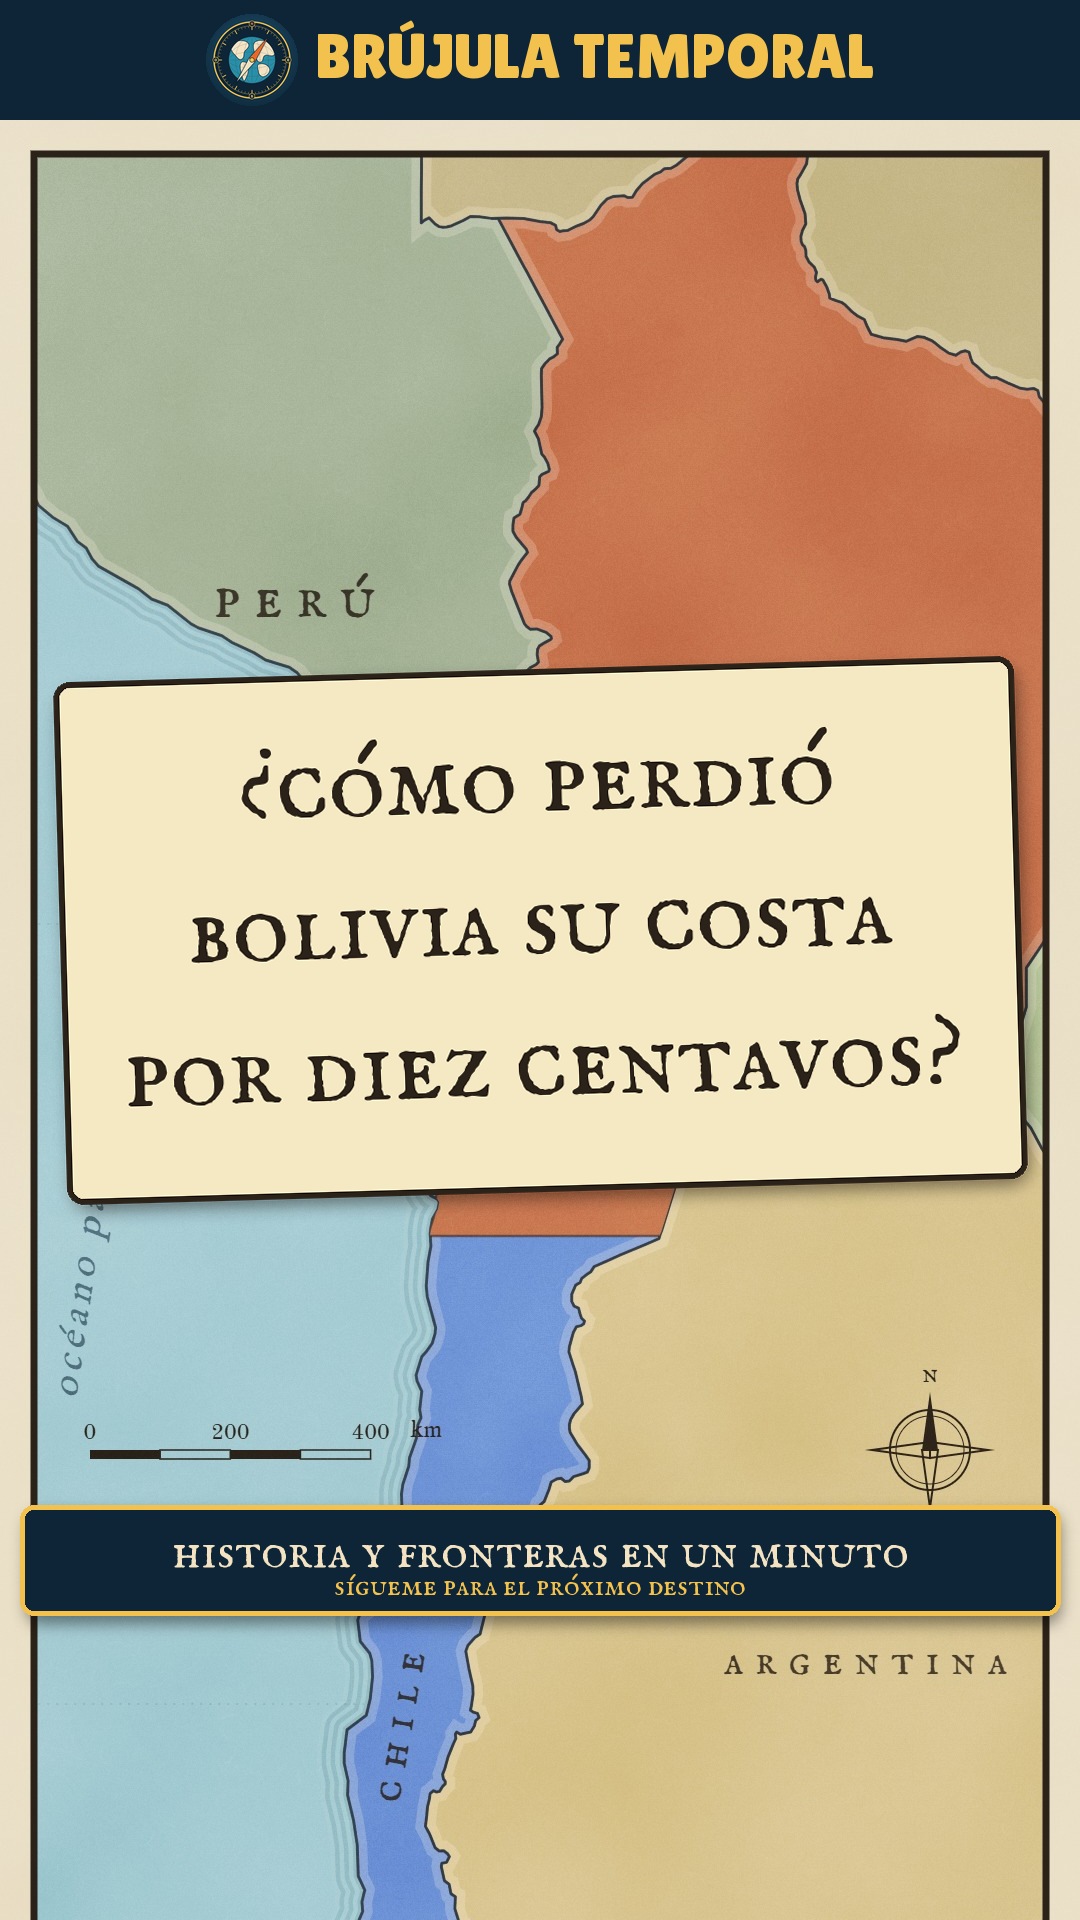 BRÚJULA TEMPORAL
PERÚ
¿CÓMO PERDIÓ
BOLIVIA SU COSTA
POR DIEZ CENTAVOS?
océano
N
0 200 400 km
HISTORIA Y FRONTERAS EN UN MINUTO
SÍGUEME PARA EL PRÓXIMO DESTINO
CHILE
ARGENTINA